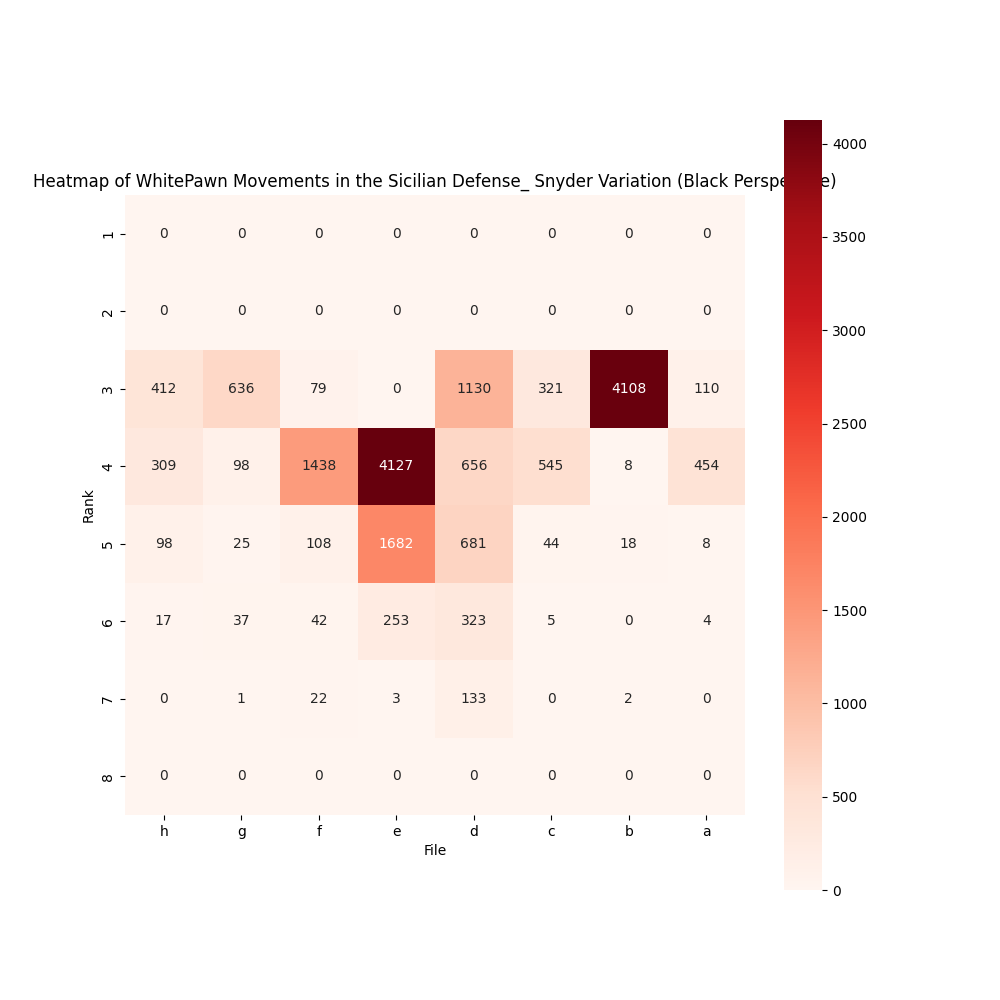 Heatmap of WhitePawn Movements in the Sicilian Defense_ Snyder Variation (Black Perspe e)
1 0 0 0 0 0 0 0 0
2 0 0 0 0 0 0 0 0
3 412 636 79 0 1130 321 4108 110
4 309 98 1438 4127 656 545 8 454
5 98 25 108 1682 681 44 18 8
6 17 37 42 253 323 5 0 4
7 0 1 22 3 133 0 2 0
8 0 0 0 0 0 0 0 0
h g f e d c b a
File
Rank
4000
3500
3000
2500
2000
1500
1000
500
0